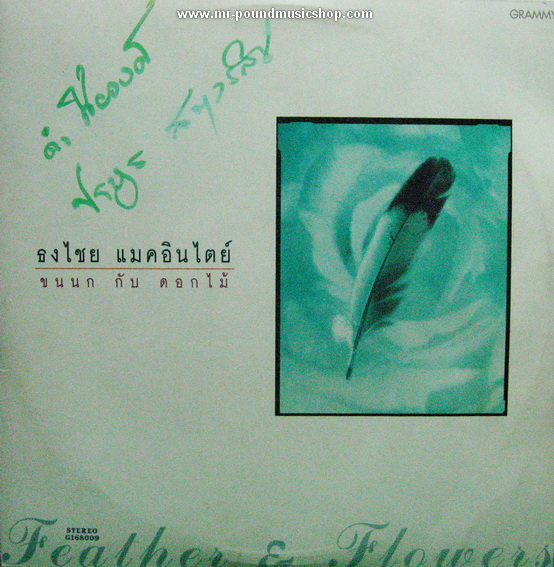 www.mr-poundmusicshop.com
GRAMMY
ธงไชย แมคอินไตย์
ขนนก กับ ดอกไม้
STEREO
G168009
Feather & Flowers